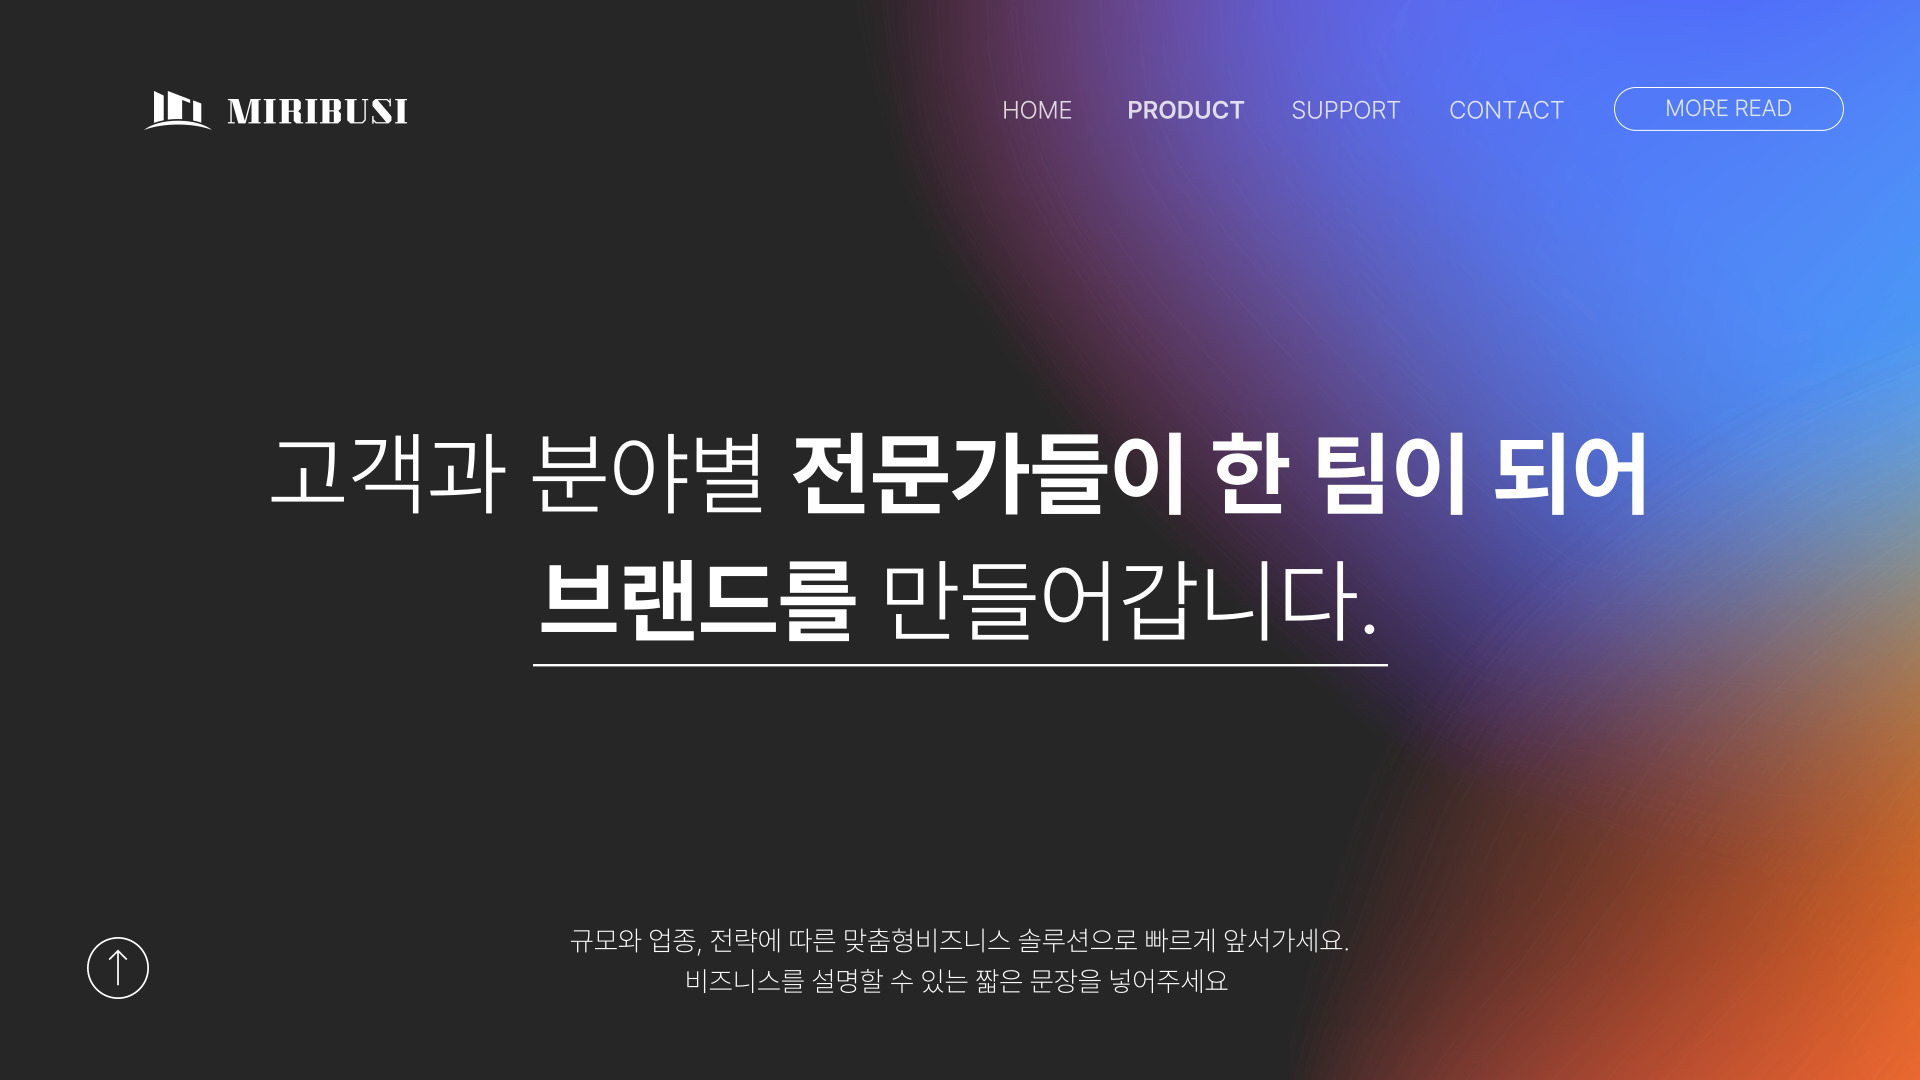 MIRIBUSI
HOME PRODUCT SUPPORT CONTACT MORE READ
고객과 분야별 전문가들이 한 팀이 되어
브랜드를 만들어갑니다.
규모와 업종, 전략에 따른 맞춤형비즈니스 솔루션으로 빠르게 앞서가세요.
비즈니스를 설명할 수 있는 짧은 문장을 넣어주세요